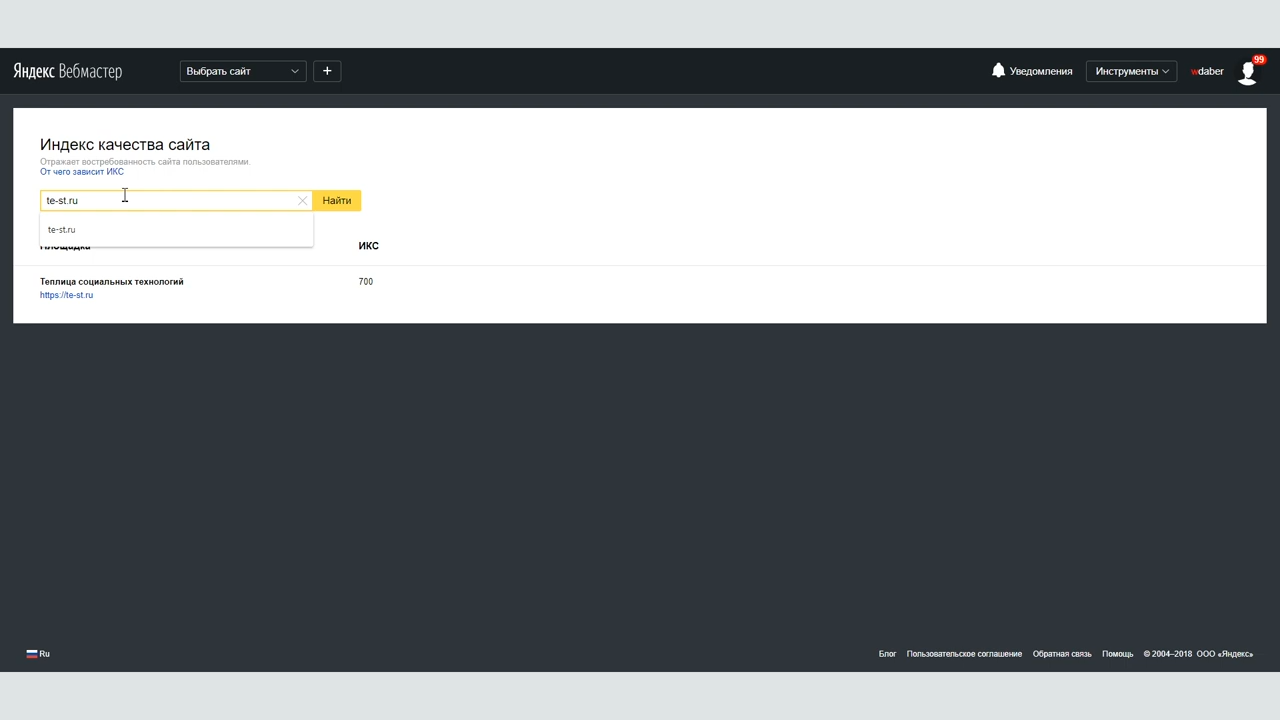 Яндекс Вебмастер
Выбрать сайт
+
Уведомления
Инструменты
wdaber
99
Индекс качества сайта
Отражает востребованность сайта пользователями.
От чего зависит ИКС
te-st.ru
Найти
te-st.ru
Площадка
ИКС
Теплица социальных технологий
700
https://te-st.ru
Ru
Блог
Пользовательское соглашение
Обратная связь
Помощь
© 2004–2018 ООО «Яндекс»